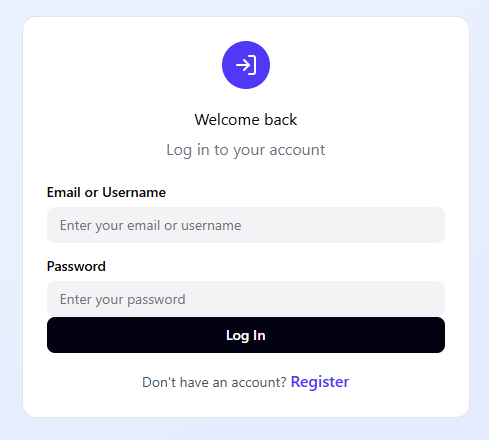 Welcome back
Log in to your account
Email or Username
Enter your email or username
Password
Enter your password
Log In
Don't have an account? Register